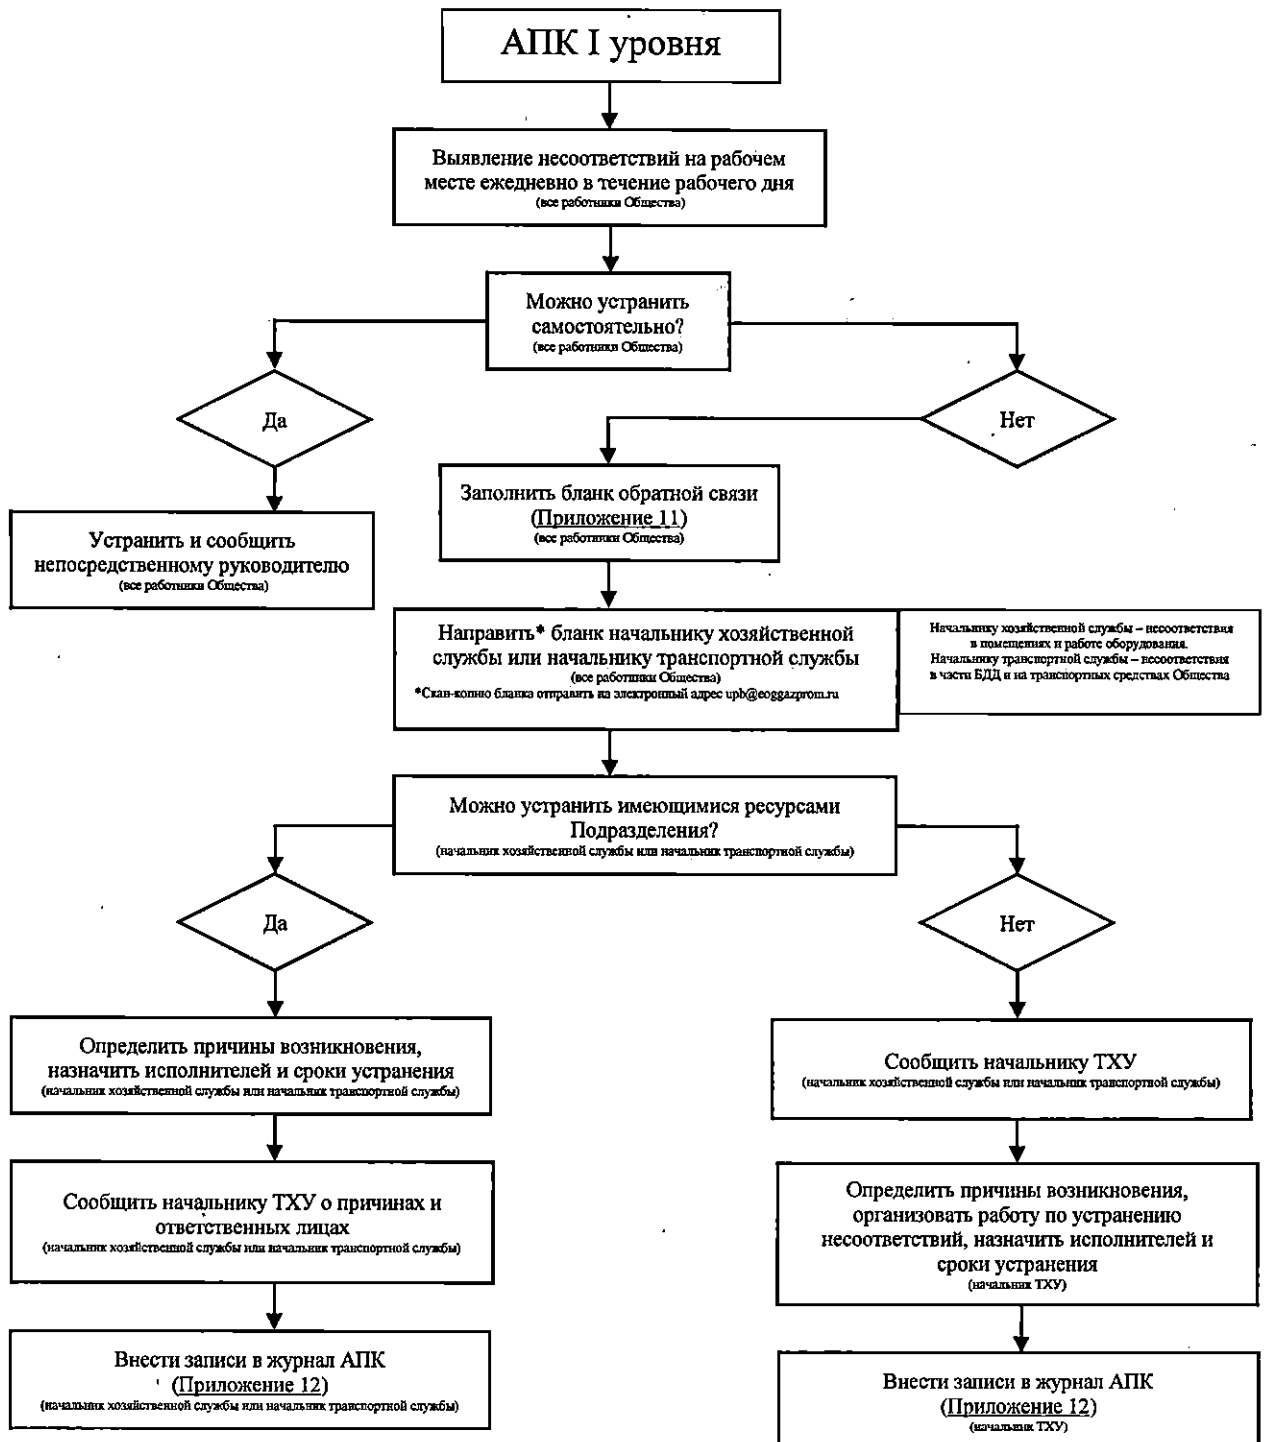 АПК I уровня
Выявление несоответствий на рабочем
месте ежедневно в течение рабочего дня
(все работники Общества)
Можно устранить
самостоятельно?
(все работники Общества)
Да
Нет
Заполнить бланк обратной связи
(Приложение 11)
(все работники Общества)
Устранить и сообщить
непосредственному руководителю
(все работники Общества)
Направить* бланк начальнику хозяйственной
службы или начальнику транспортной службы
(все работники Общества)
*Скан-копию бланка отправить на электронный адрес upb@eoggazprom.ru
Начальнику хозяйственной службы – несоответствия
в помещениях и работе оборудования.
Начальнику транспортной службы – несоответствия
в части БДД и на транспортных средствах Общества
Можно устранить имеющимися ресурсами
Подразделения?
(начальник хозяйственной службы или начальник транспортной службы)
Да
Нет
Определить причины возникновения,
назначить исполнителей и сроки устранения
(начальник хозяйственной службы или начальник транспортной службы)
Сообщить начальнику ТХУ
(начальник хозяйственной службы или начальник транспортной службы)
Сообщить начальнику ТХУ о причинах и
ответственных лицах
(начальник хозяйственной службы или начальник транспортной службы)
Определить причины возникновения,
организовать работу по устранению
несоответствий, назначить исполнителей и
сроки устранения
(начальник ТХУ)
Внести записи в журнал АПК
(Приложение 12)
(начальник хозяйственной службы или начальник транспортной службы)
Внести записи в журнал АПК
(Приложение 12)
(начальник ТХУ)